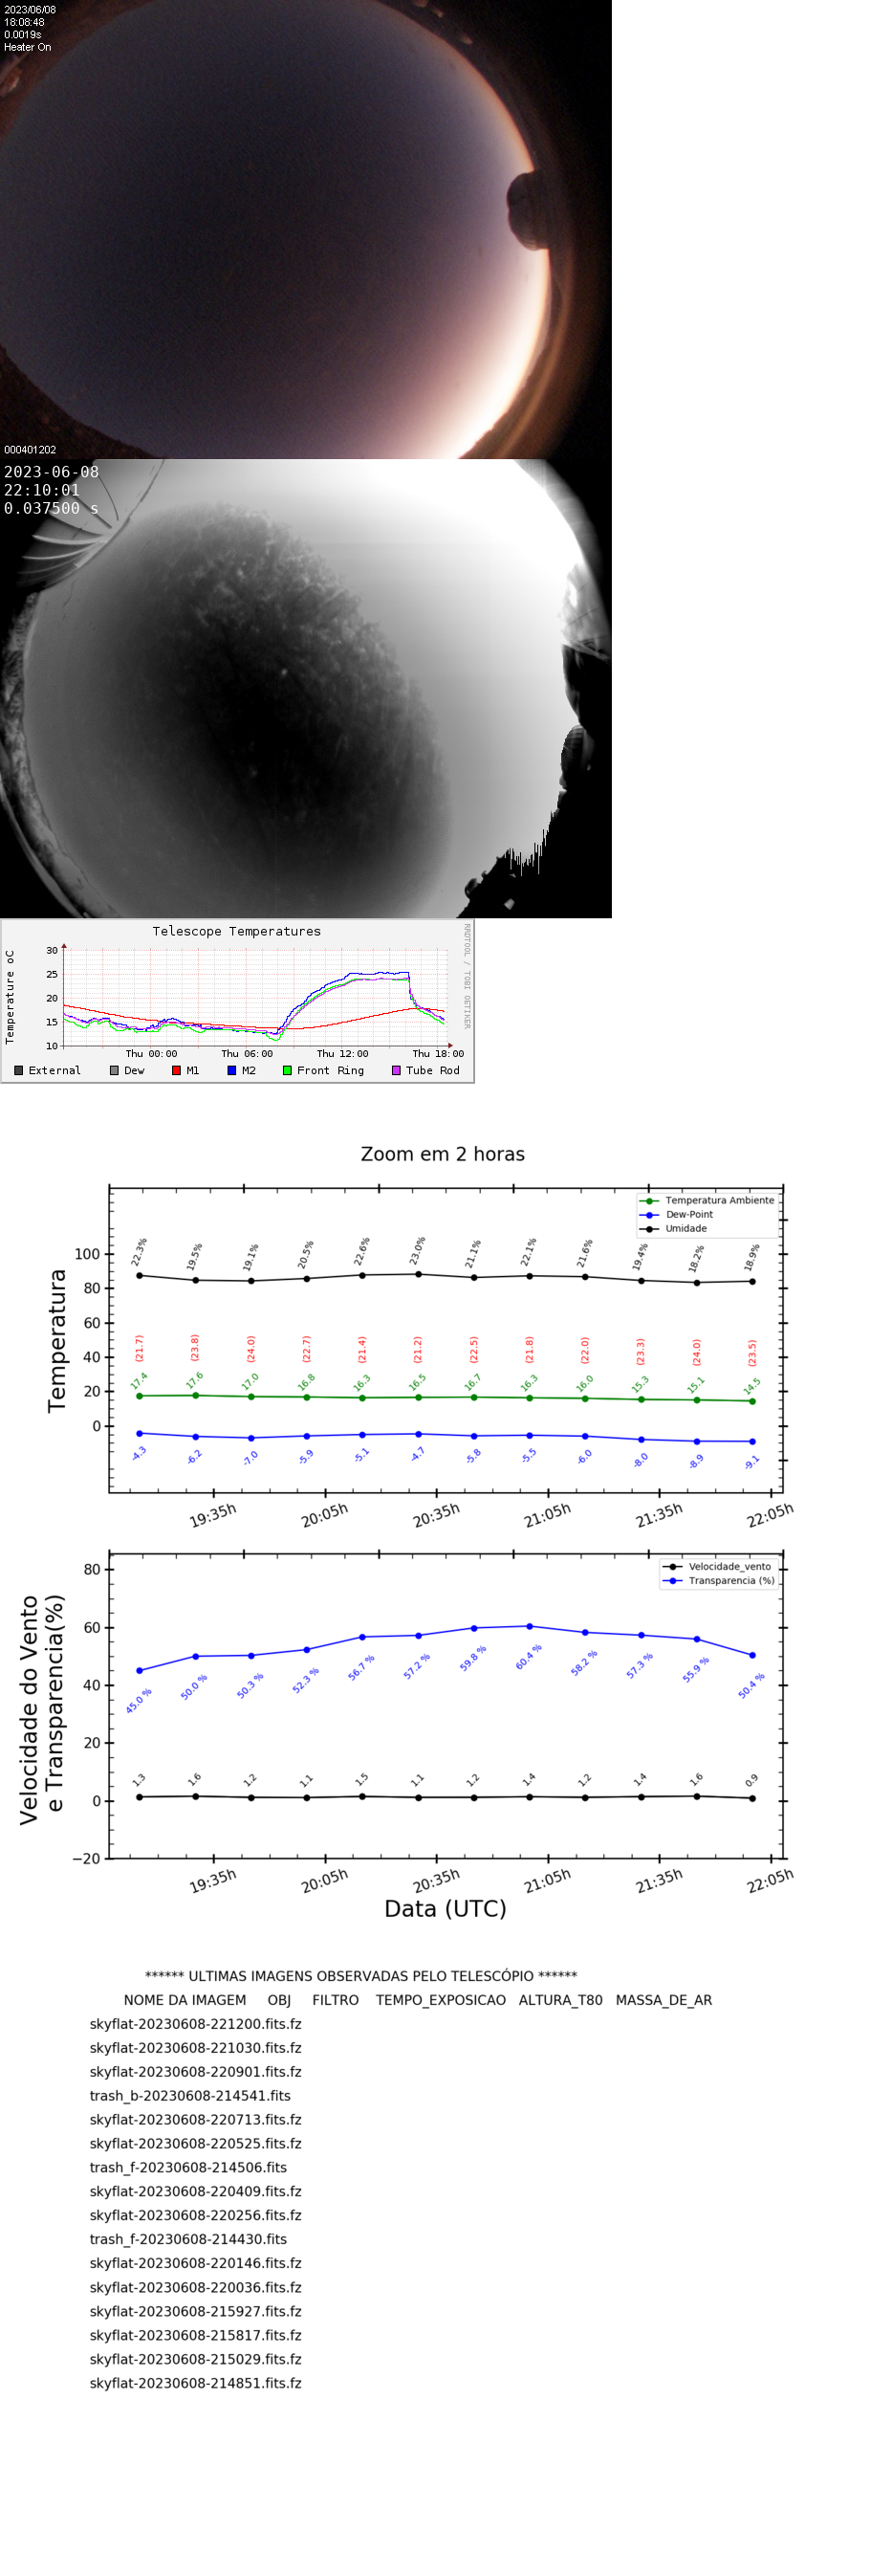 2023/06/08
18:08:48
0.0019s
Heater On
000401202
2023-06-08
22:10:01
0.037500 s
Telescope Temperatures
RRDTOOL / TOBI OETIKER
Temperature oC
30
25
20
15
10
Thu 00:00 Thu 06:00 Thu 12:00 Thu 18:00
External Dew M1 M2 Front Ring Tube Rod
Zoom em 2 horas
Temperatura
Temperatura Ambiente
Dew-Point
Umidade
100
80
60
40
20
0
22.3% 19.5% 19.1% 20.5% 22.6% 23.0% 21.1% 22.1% 21.6% 19.4% 18.2% 18.9%
(21.7) (23.8) (24.0) (22.7) (21.4) (21.2) (22.5) (21.8) (22.0) (23.3) (24.0) (23.5)
17.4 17.6 17.0 16.8 16.3 16.5 16.7 16.3 16.0 15.3 15.1 14.5
-4.3 -6.2 -7.0 -5.9 -5.1 -4.7 -5.8 -5.5 -6.0 -8.0 -8.9 -9.1
19:35h 20:05h 20:35h 21:05h 21:35h 22:05h
Velocidade do Vento
e Transparencia(%)
Velocidade_vento
Transparencia (%)
80
60
40
20
0
−20
45.0 % 50.0 % 50.3 % 52.3 % 56.7 % 57.2 % 59.8 % 60.4 % 58.2 % 57.3 % 55.9 % 50.4 %
1.3 1.6 1.2 1.1 1.5 1.1 1.2 1.4 1.2 1.4 1.6 0.9
19:35h 20:05h 20:35h 21:05h 21:35h 22:05h
Data (UTC)
****** ULTIMAS IMAGENS OBSERVADAS PELO TELESCÓPIO ******
NOME DA IMAGEM OBJ FILTRO TEMPO_EXPOSICAO ALTURA_T80 MASSA_DE_AR
skyflat-20230608-221200.fits.fz
skyflat-20230608-221030.fits.fz
skyflat-20230608-220901.fits.fz
trash_b-20230608-214541.fits
skyflat-20230608-220713.fits.fz
skyflat-20230608-220525.fits.fz
trash_f-20230608-214506.fits
skyflat-20230608-220409.fits.fz
skyflat-20230608-220256.fits.fz
trash_f-20230608-214430.fits
skyflat-20230608-220146.fits.fz
skyflat-20230608-220036.fits.fz
skyflat-20230608-215927.fits.fz
skyflat-20230608-215817.fits.fz
skyflat-20230608-215029.fits.fz
skyflat-20230608-214851.fits.fz